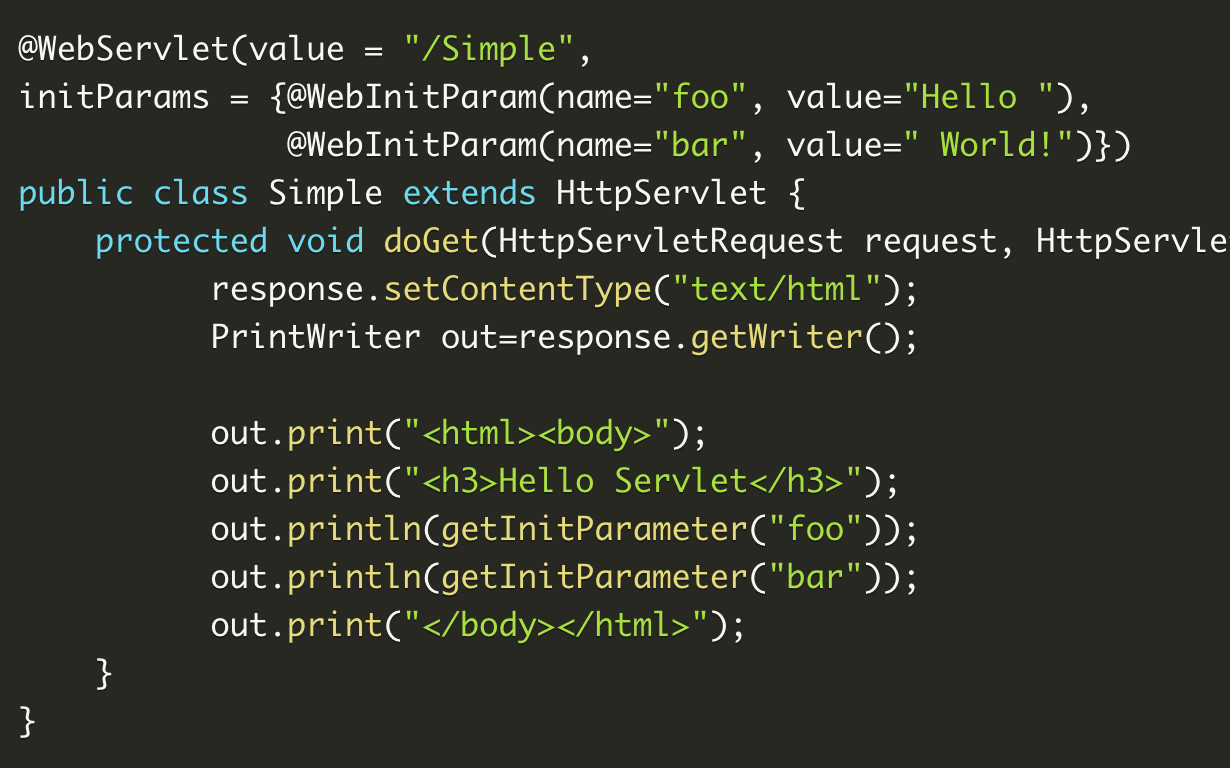 @WebServlet(value = "/Simple",
initParams = {@WebInitParam(name="foo", value="Hello "),
              @WebInitParam(name="bar", value=" World!")})
public class Simple extends HttpServlet {
    protected void doGet(HttpServletRequest request, HttpServle
          response.setContentType("text/html");
          PrintWriter out=response.getWriter();

          out.print("<html><body>");
          out.print("<h3>Hello Servlet</h3>");
          out.println(getInitParameter("foo"));
          out.println(getInitParameter("bar"));
          out.print("</body></html>");
    }
}